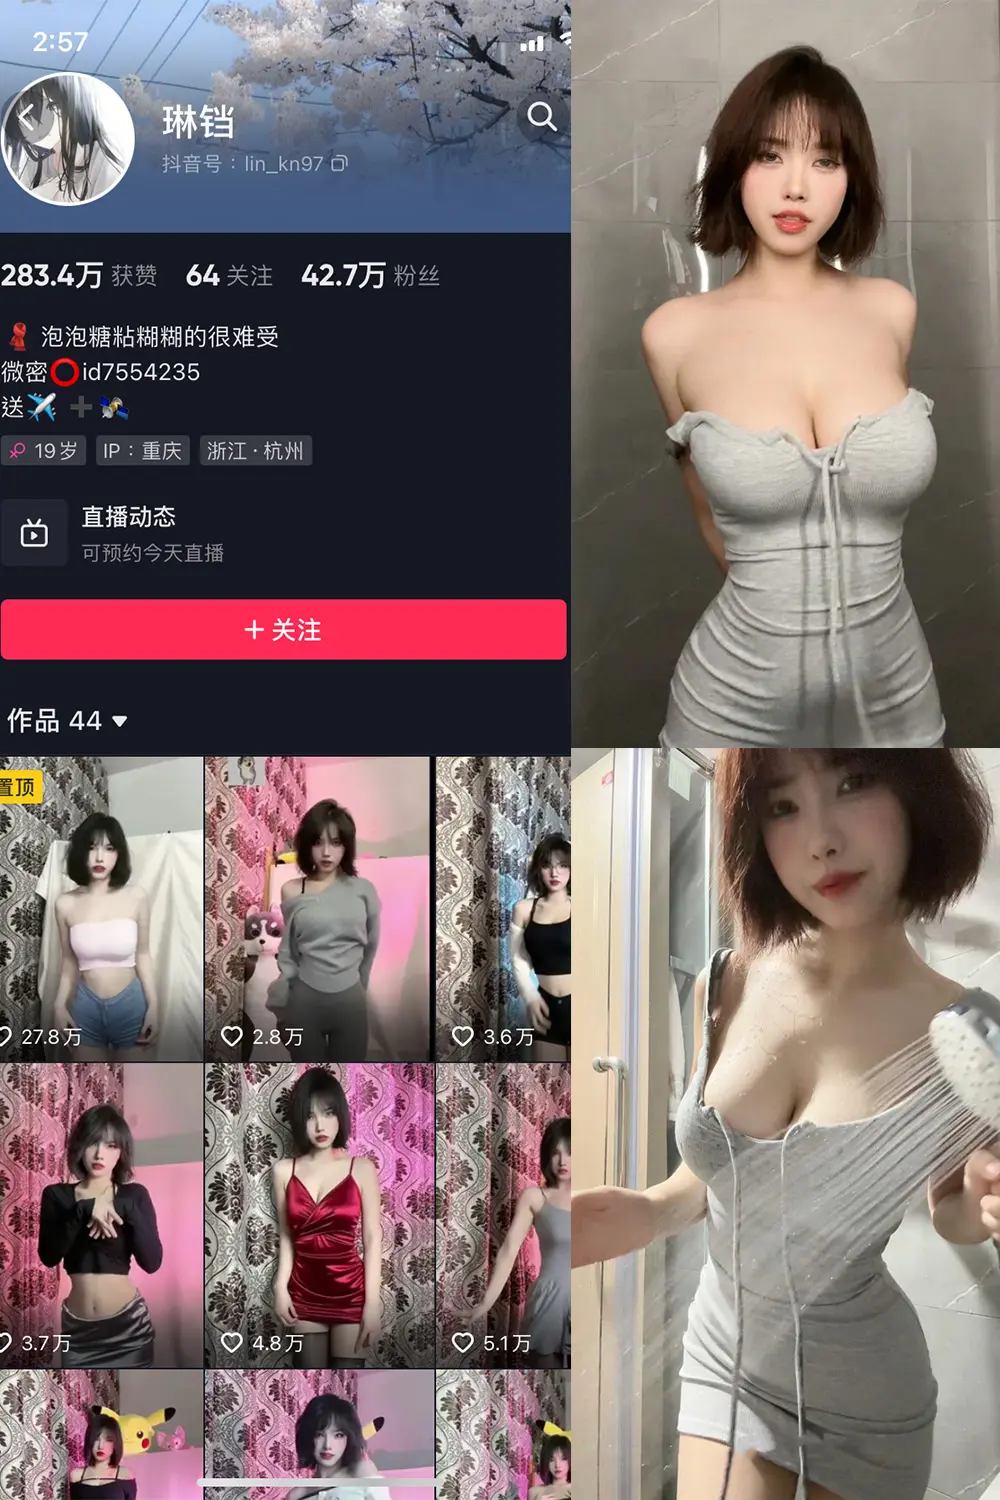 2:57
琳铛
抖音号：lin_kn97
283.4万 获赞 64 关注 42.7万 粉丝
泡泡糖粘糊糊的很难受
微密⭕id7554235
送✈️➕🛰️
19岁 IP：重庆 浙江·杭州
直播动态
可预约今天直播
+ 关注
作品 44
置顶
27.8万 2.8万 3.6万
3.7万 4.8万 5.1万